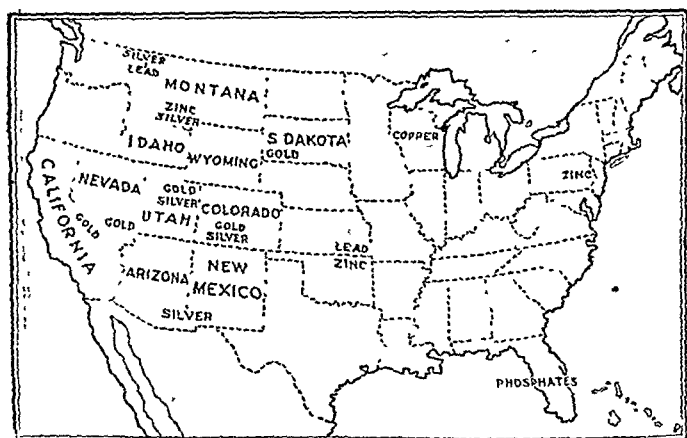 SILVER
LEAD
MONTANA
ZINC
SILVER
IDAHO
WYOMING
S DAKOTA
GOLD
COPPER
ZINC
NEVADA
GOLD
SILVER
UTAH
COLORADO
GOLD
SILVER
CALIFORNIA
GOLD
GOLD
LEAD
ZINC
ARIZONA
NEW
MEXICO
SILVER
PHOSPHATES